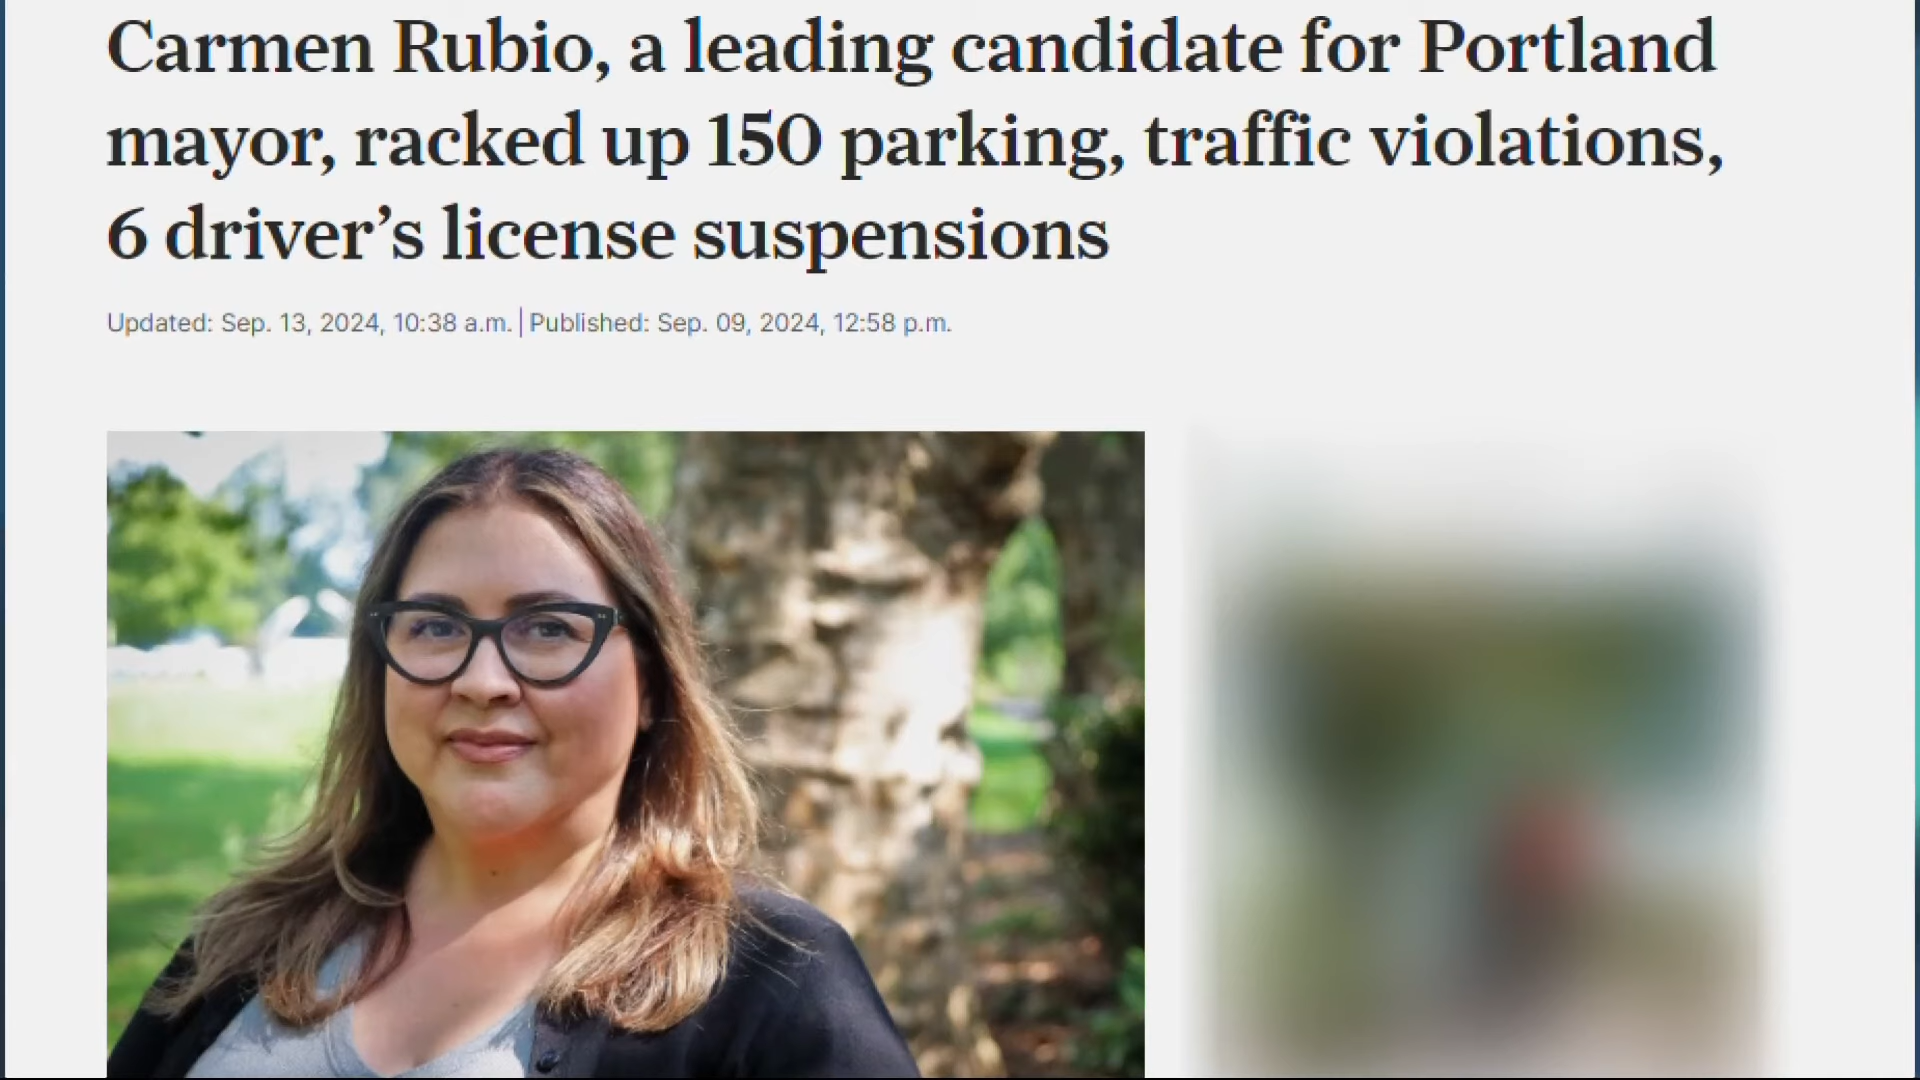 Carmen Rubio, a leading candidate for Portland
mayor, racked up 150 parking, traffic violations,
6 driver’s license suspensions
Updated: Sep. 13, 2024, 10:38 a.m. | Published: Sep. 09, 2024, 12:58 p.m.